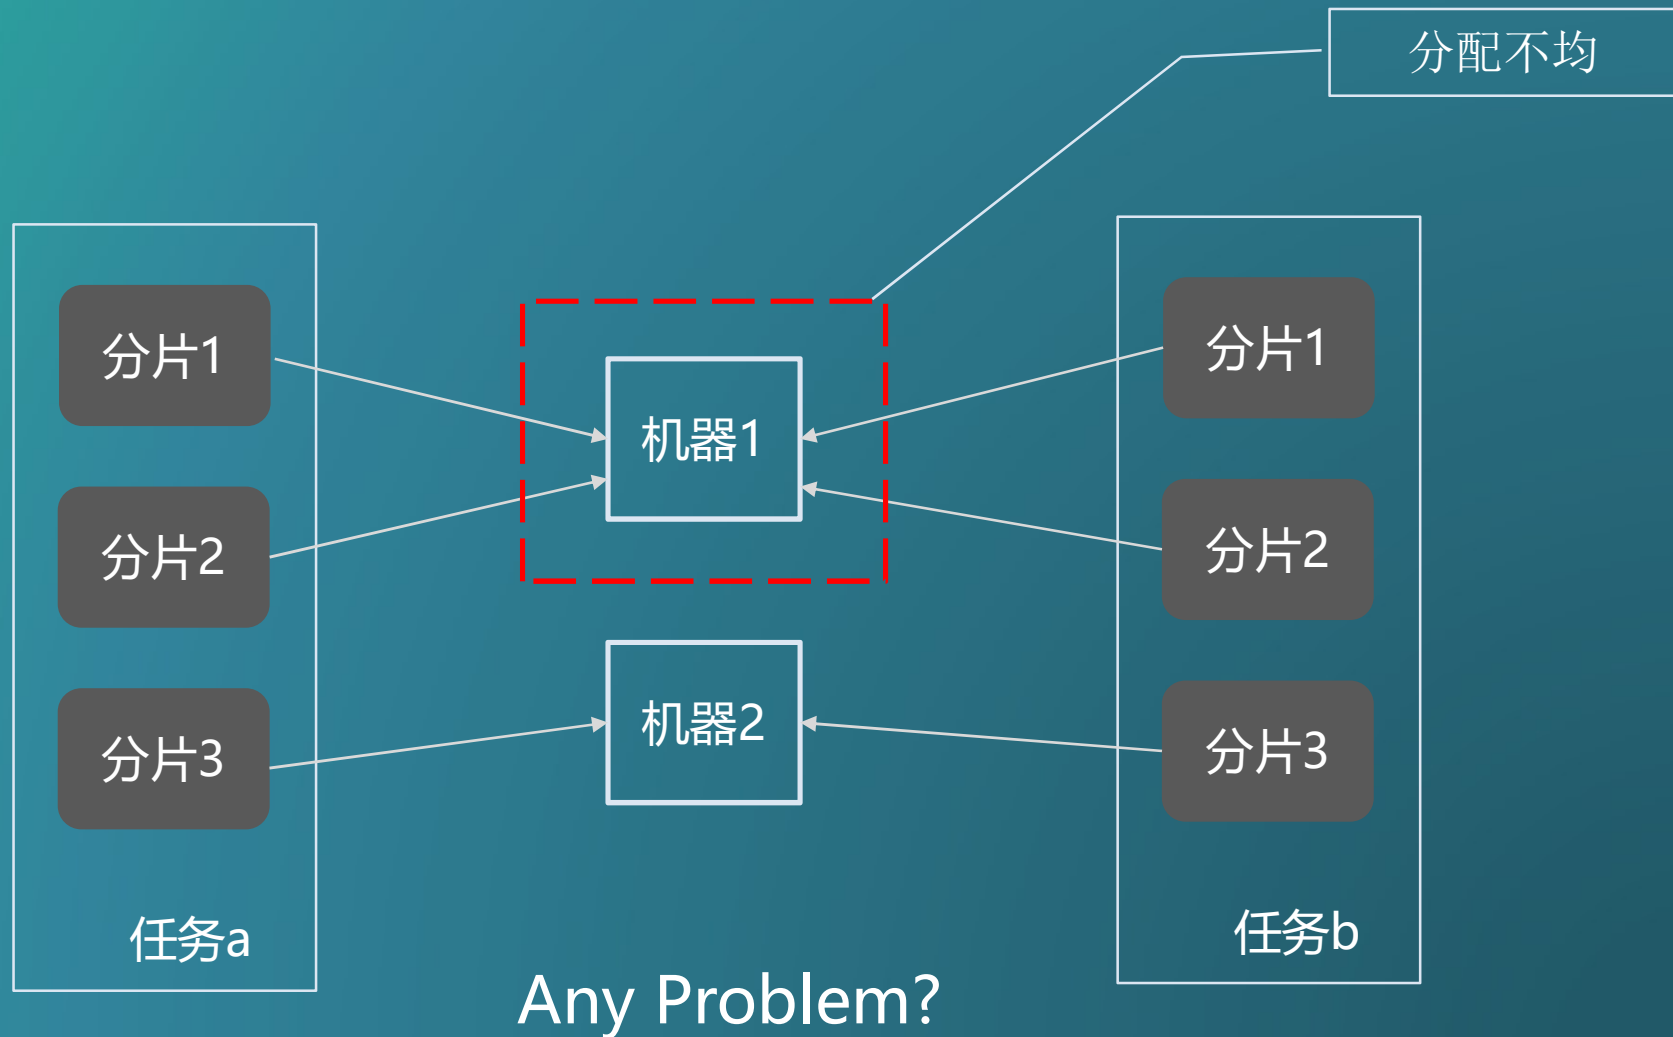 分配不均
分片1
分片2
分片3
任务a
机器1
机器2
分片1
分片2
分片3
任务b
Any Problem?